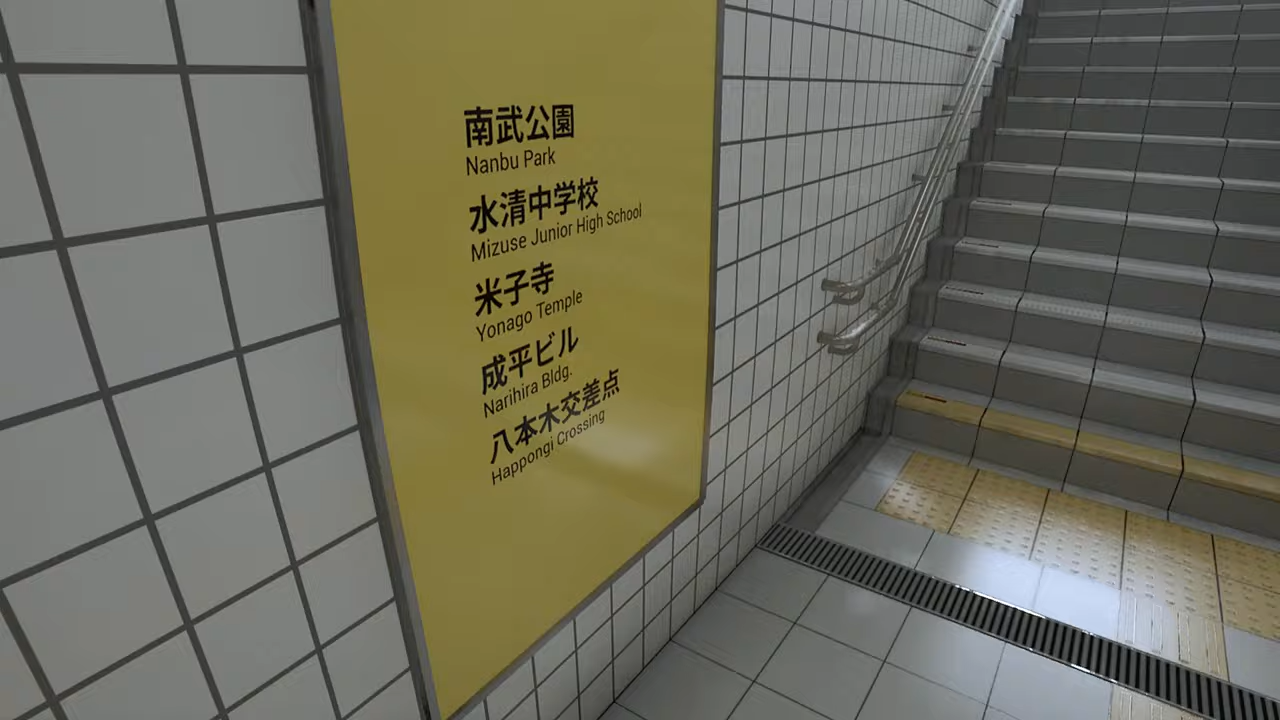 南武公園
Nanbu Park
水清中学校
Mizuse Junior High School
米子寺
Yonago Temple
成平ビル
Narihira Bldg.
八本木交差点
Happongi Crossing